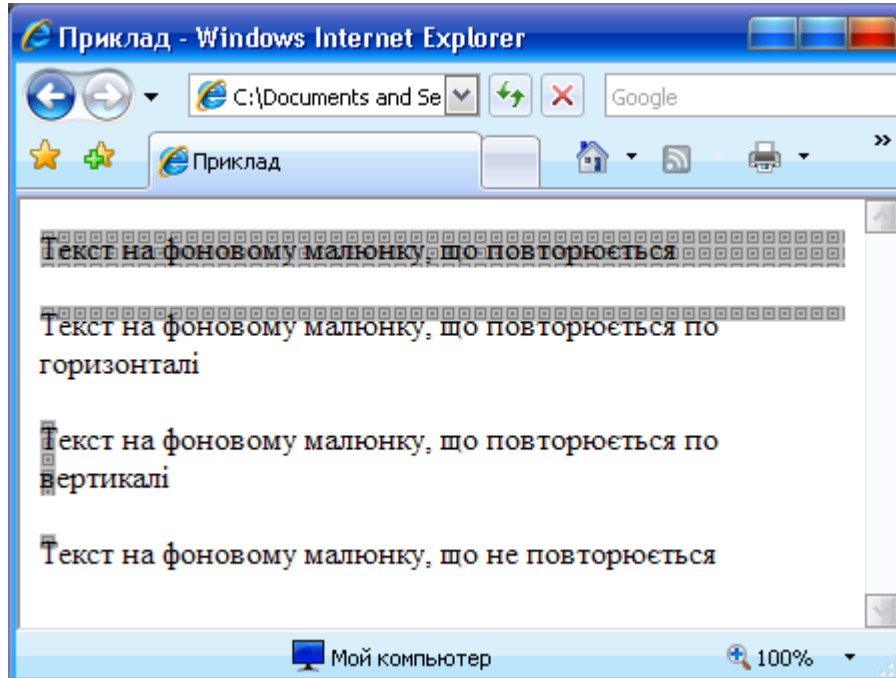 Приклад - Windows Internet Explorer
C:\Documents and Se
Google
Приклад
»
Текст на фоновому малюнку, що повторюється
Текст на фоновому малюнку, що повторюється по
горизонталі
Текст на фоновому малюнку, що повторюється по
вертикалі
Текст на фоновому малюнку, що не повторюється
Мой компьютер
100%